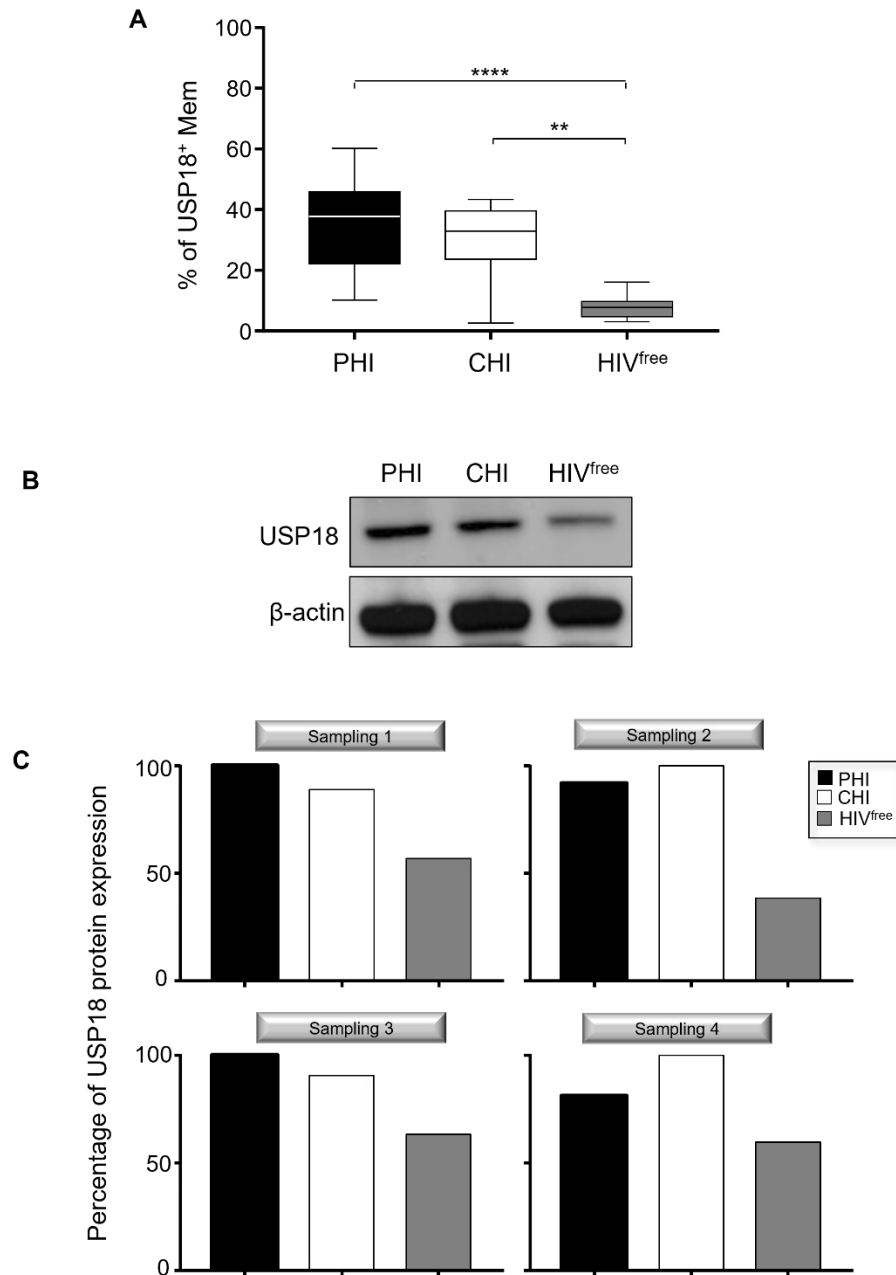 A
100
80
60
40
20
0
% of USP18⁺ Mem
****
**
PHI CHI HIVᶠʳᵉᵉ
B
PHI CHI HIVᶠʳᵉᵉ
USP18
β-actin
C
Percentage of USP18 protein expression
Sampling 1
100
50
0
Sampling 2
PHI
CHI
HIVᶠʳᵉᵉ
Sampling 3
100
50
0
Sampling 4